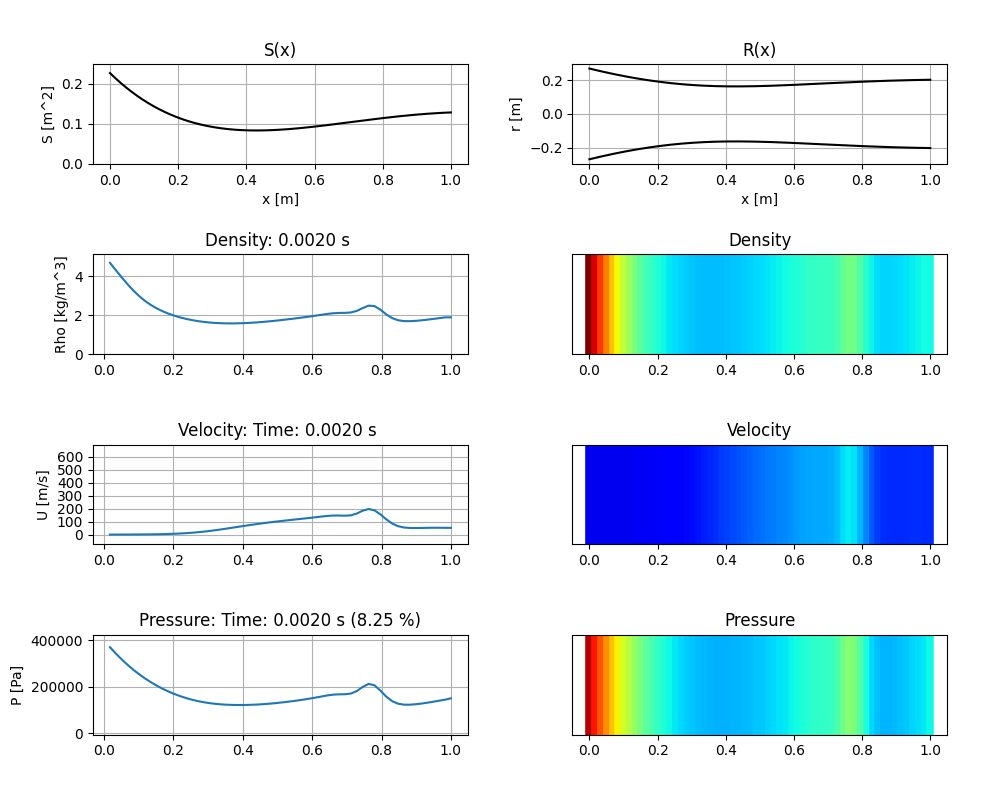 S(x)
S [m^2]
0.2
0.1
0.0
0.0 0.2 0.4 0.6 0.8 1.0
x [m]
R(x)
r [m]
0.2
0.0
−0.2
0.0 0.2 0.4 0.6 0.8 1.0
x [m]
Density: 0.0020 s
Rho [kg/m^3]
4
2
0
0.0 0.2 0.4 0.6 0.8 1.0
Density
0.0 0.2 0.4 0.6 0.8 1.0
Velocity: Time: 0.0020 s
U [m/s]
600
500
400
300
200
100
0
0.0 0.2 0.4 0.6 0.8 1.0
Velocity
0.0 0.2 0.4 0.6 0.8 1.0
Pressure: Time: 0.0020 s (8.25 %)
P [Pa]
400000
200000
0
0.0 0.2 0.4 0.6 0.8 1.0
Pressure
0.0 0.2 0.4 0.6 0.8 1.0